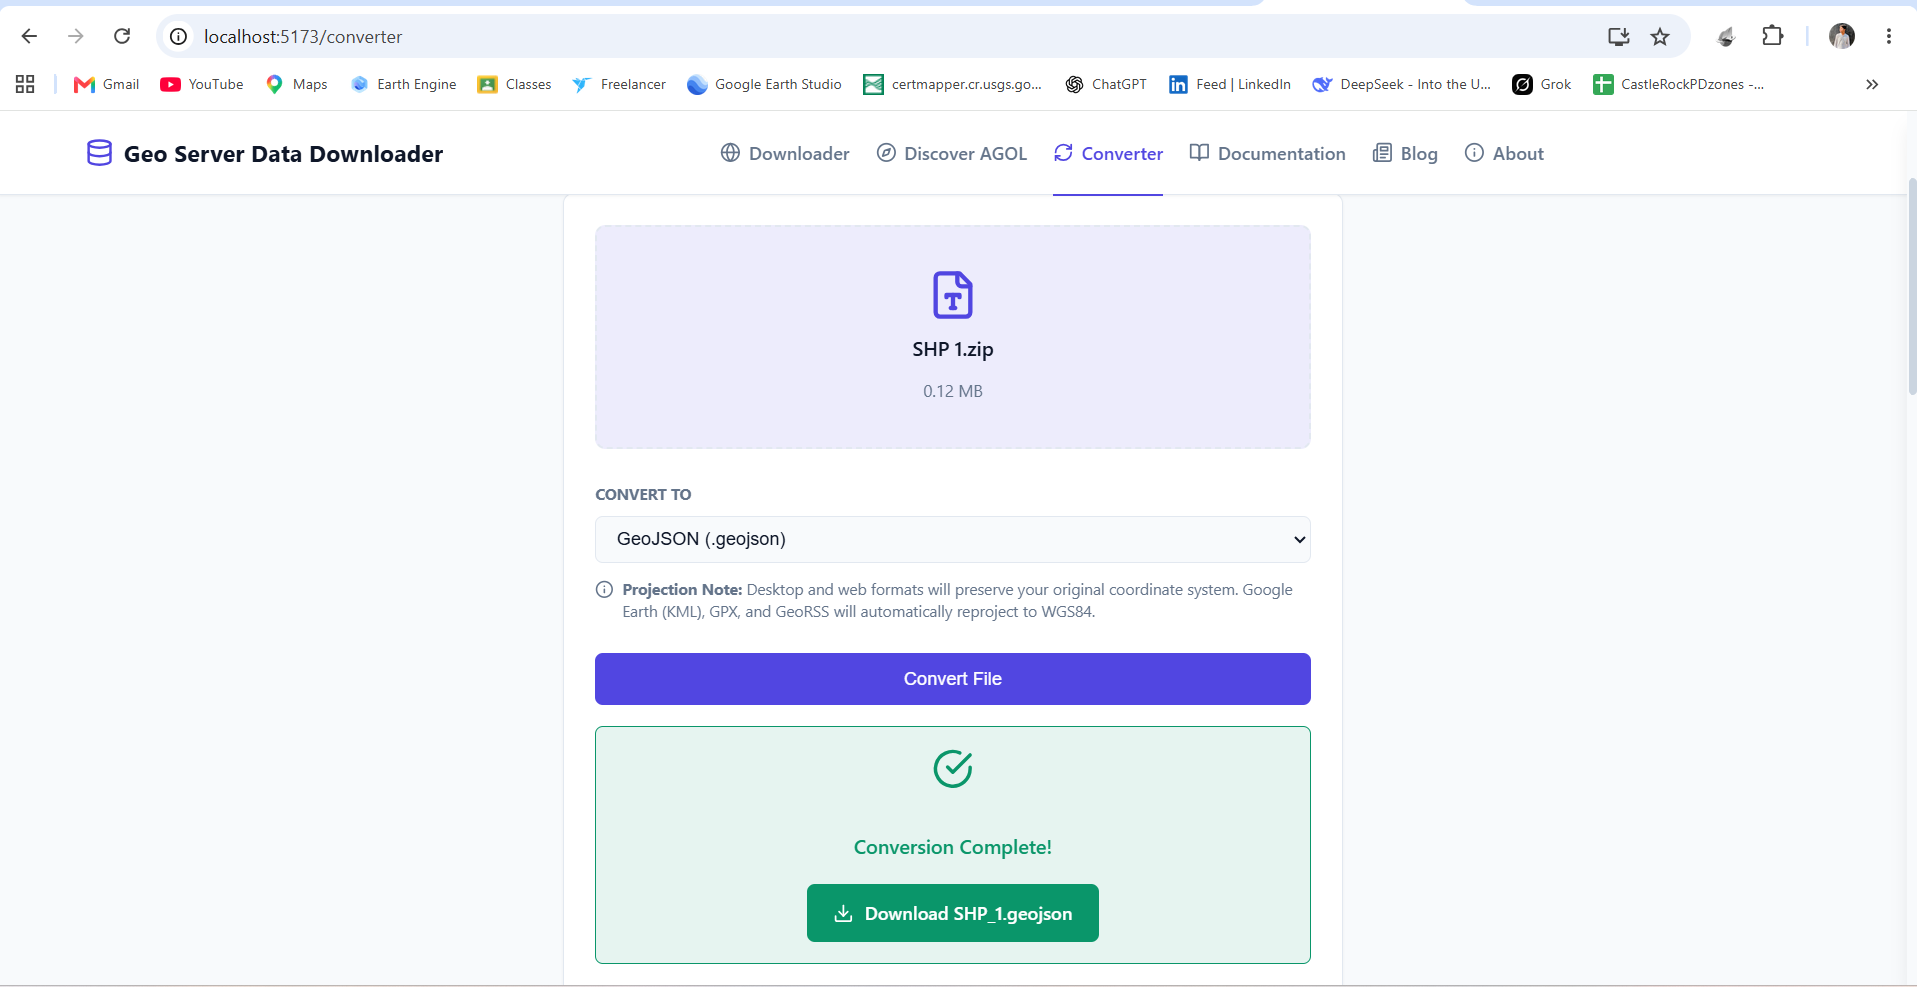 localhost:5173/converter
Gmail
YouTube
Maps
Earth Engine
Classes
Freelancer
Google Earth Studio
certmapper.cr.usgs.go...
ChatGPT
Feed | LinkedIn
DeepSeek - Into the U...
Grok
CastleRockPDzones -...
Geo Server Data Downloader
Downloader
Discover AGOL
Converter
Documentation
Blog
About
SHP 1.zip
0.12 MB
CONVERT TO
GeoJSON (.geojson)
Projection Note: Desktop and web formats will preserve your original coordinate system. Google
Earth (KML), GPX, and GeoRSS will automatically reproject to WGS84.
Convert File
Conversion Complete!
Download SHP_1.geojson